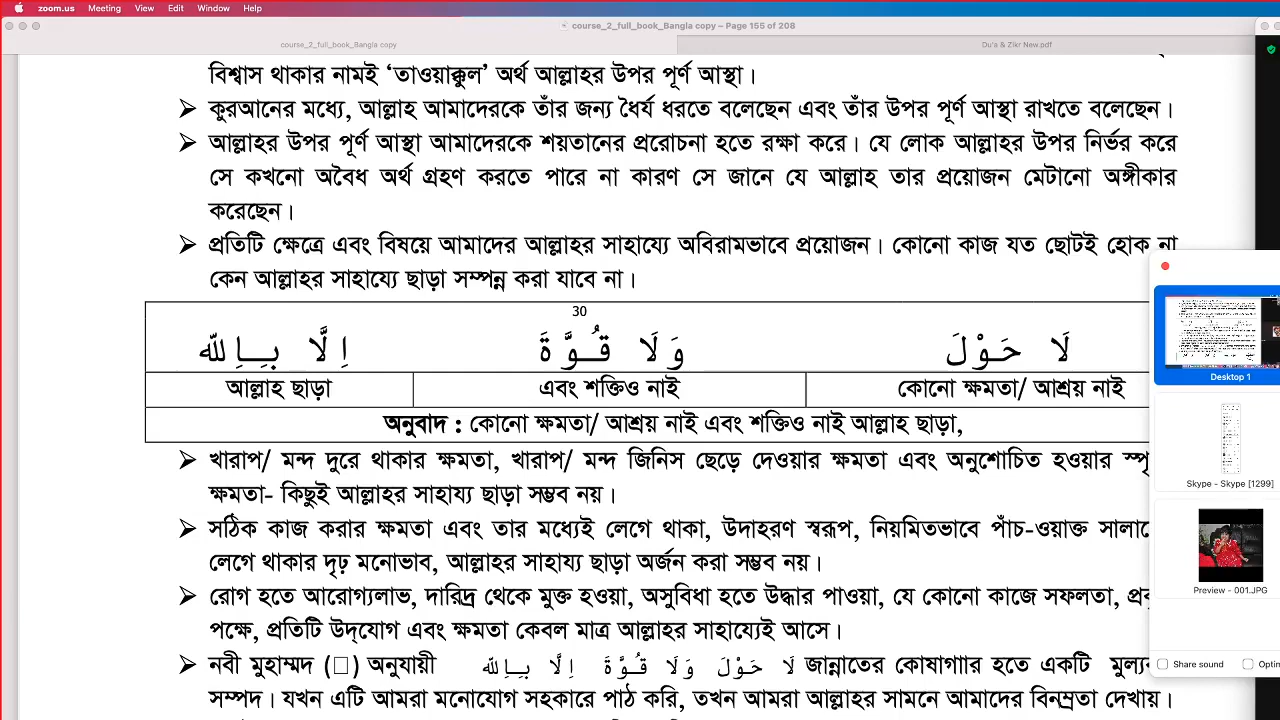 zoom.us Meeting View Edit Window Help
course_2_full_book_Bangla copy – Page 155 of 208
course_2_full_book_Bangla copy Du'a & Zikr New.pdf
বিশ্বাস থাকার নামই ‘তাওয়াক্কুল’ অর্থ আল্লাহর উপর পূর্ণ আস্থা।
➢ কুরআনের মধ্যে, আল্লাহ আমাদেরকে তাঁর জন্য ধৈর্য ধরতে বলেছেন এবং তাঁর উপর পূর্ণ আস্থা রাখতে বলেছেন।
➢ আল্লাহর উপর পূর্ণ আস্থা আমাদেরকে শয়তানের প্ররোচনা হতে রক্ষা করে। যে লোক আল্লাহর উপর নির্ভর করে
সে কখনো অবৈধ অর্থ গ্রহণ করতে পারে না কারণ সে জানে যে আল্লাহ তার প্রয়োজন মেটানো অঙ্গীকার
করেছেন।
➢ প্রতিটি ক্ষেত্রে এবং বিষয়ে আমাদের আল্লাহর সাহায্যে অবিরামভাবে প্রয়োজন। কোনো কাজ যত ছোটই হোক না
কেন আল্লাহর সাহায্যে ছাড়া সম্পন্ন করা যাবে না।
30
لَا حَوْلَ وَلَا قُوَّةَ اِلَّا بِاللّٰهِ
আল্লাহ ছাড়া এবং শক্তিও নাই কোনো ক্ষমতা/ আশ্রয় নাই
অনুবাদ : কোনো ক্ষমতা/ আশ্রয় নাই এবং শক্তিও নাই আল্লাহ ছাড়া,
➢ খারাপ/ মন্দ দুরে থাকার ক্ষমতা, খারাপ/ মন্দ জিনিস ছেড়ে দেওয়ার ক্ষমতা এবং অনুশোচিত হওয়ার
ক্ষমতা- কিছুই আল্লাহর সাহায্য ছাড়া সম্ভব নয়।
➢ সঠিক কাজ করার ক্ষমতা এবং তার মধ্যেই লেগে থাকা, উদাহরণ স্বরূপ, নিয়মিতভাবে পাঁচ-ওয়াক্ত
লেগে থাকার দৃঢ় মনোভাব, আল্লাহর সাহায্য ছাড়া অর্জন করা সম্ভব নয়।
➢ রোগ হতে আরোগ্যলাভ, দারিদ্র থেকে মুক্ত হওয়া, অসুবিধা হতে উদ্ধার পাওয়া, যে কোনো কাজে সফলতা,
পক্ষে, প্রতিটি উদ্‌যোগ এবং ক্ষমতা কেবল মাত্র আল্লাহর সাহায্যেই আসে।
➢ নবী মুহাম্মদ (□) অনুযায়ী لَا حَوْلَ وَلَا قُوَّةَ اِلَّا بِاللّٰهِ জান্নাতের কোষাগাার হতে একটি
সম্পদ। যখন এটি আমরা মনোযোগ সহকারে পাঠ করি, তখন আমরা আল্লাহর সামনে আমাদের বিনম্রতা দেখায়।
Desktop 1
Skype - Skype [1299]
Preview - 001.JPG
Share sound